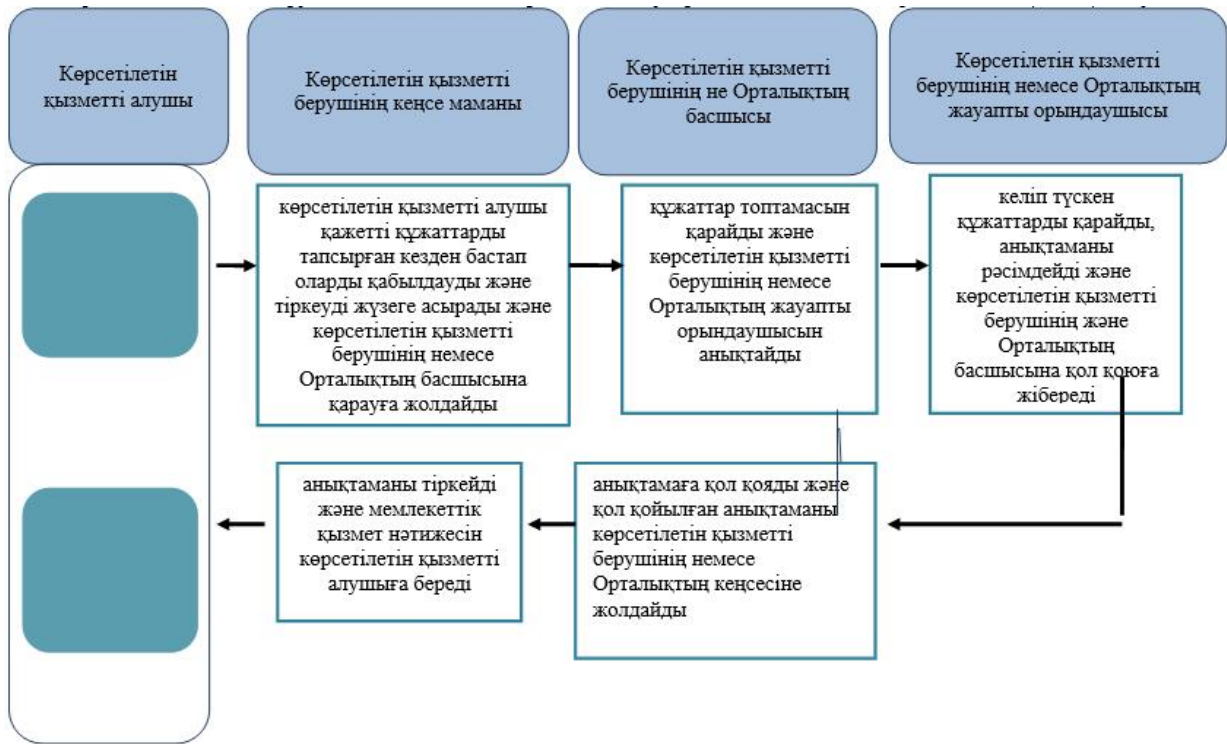 Көрсетілетін
қызметті алушы
Көрсетілетін қызметті
берушінің кеңсе маманы
Көрсетілетін қызметті
берушінің не Орталықтың
басшысы
Көрсетілетін қызметті
берушінің немесе Орталықтың
жауапты орындаушысы
көрсетілетін қызметті алушы
қажетті құжаттарды
тапсырған кезден бастап
оларды қабылдауды және
тіркеуді жүзеге асырады және
көрсетілетін қызметті
берушінің немесе
Орталықтың басшысына
қарауға жолдайды
құжаттар топтамасын
қарайды және
көрсетілетін қызметті
берушінің немесе
Орталықтың жауапты
орындаушысын
анықтайды
келіп түскен
құжаттарды қарайды,
анықтаманы
рәсімдейді және
көрсетілетін қызметті
берушінің және
Орталықтың
басшысына қол қоюға
жібереді
анықтаманы тіркейді
және мемлекеттік
қызмет нәтижесін
көрсетілетін қызметті
алушыға береді
анықтамаға қол қояды және
қол қойылған анықтаманы
көрсетілетін қызметті
берушінің немесе
Орталықтың кеңсесіне
жолдайды